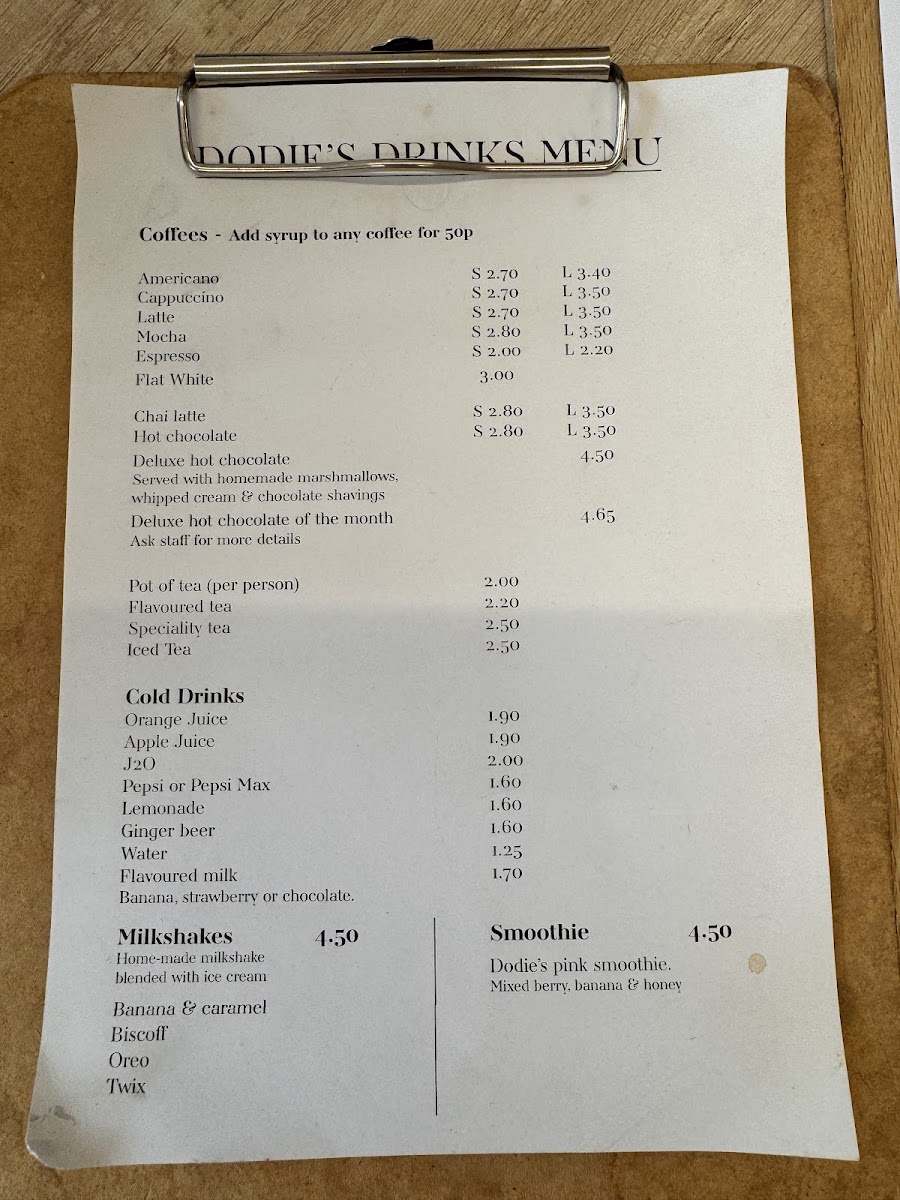 DODIE'S DRINKS MENU
Coffees - Add syrup to any coffee for 50p
Americano S 2.70 L 3.40
Cappuccino S 2.70 L 3.50
Latte S 2.70 L 3.50
Mocha S 2.80 L 3.50
Espresso S 2.00 L 2.20
Flat White 3.00
Chai latte S 2.80 L 3.50
Hot chocolate S 2.80 L 3.50
Deluxe hot chocolate 4.50
Served with homemade marshmallows,
whipped cream & chocolate shavings
Deluxe hot chocolate of the month 4.65
Ask staff for more details
Pot of tea (per person) 2.00
Flavoured tea 2.20
Speciality tea 2.50
Iced Tea 2.50
Cold Drinks
Orange Juice 1.90
Apple Juice 1.90
J2O 2.00
Pepsi or Pepsi Max 1.60
Lemonade 1.60
Ginger beer 1.60
Water 1.25
Flavoured milk 1.70
Banana, strawberry or chocolate.
Milkshakes 4.50
Home-made milkshake
blended with ice cream
Banana & caramel
Biscoff
Oreo
Twix
Smoothie 4.50
Dodie's pink smoothie.
Mixed berry, banana & honey